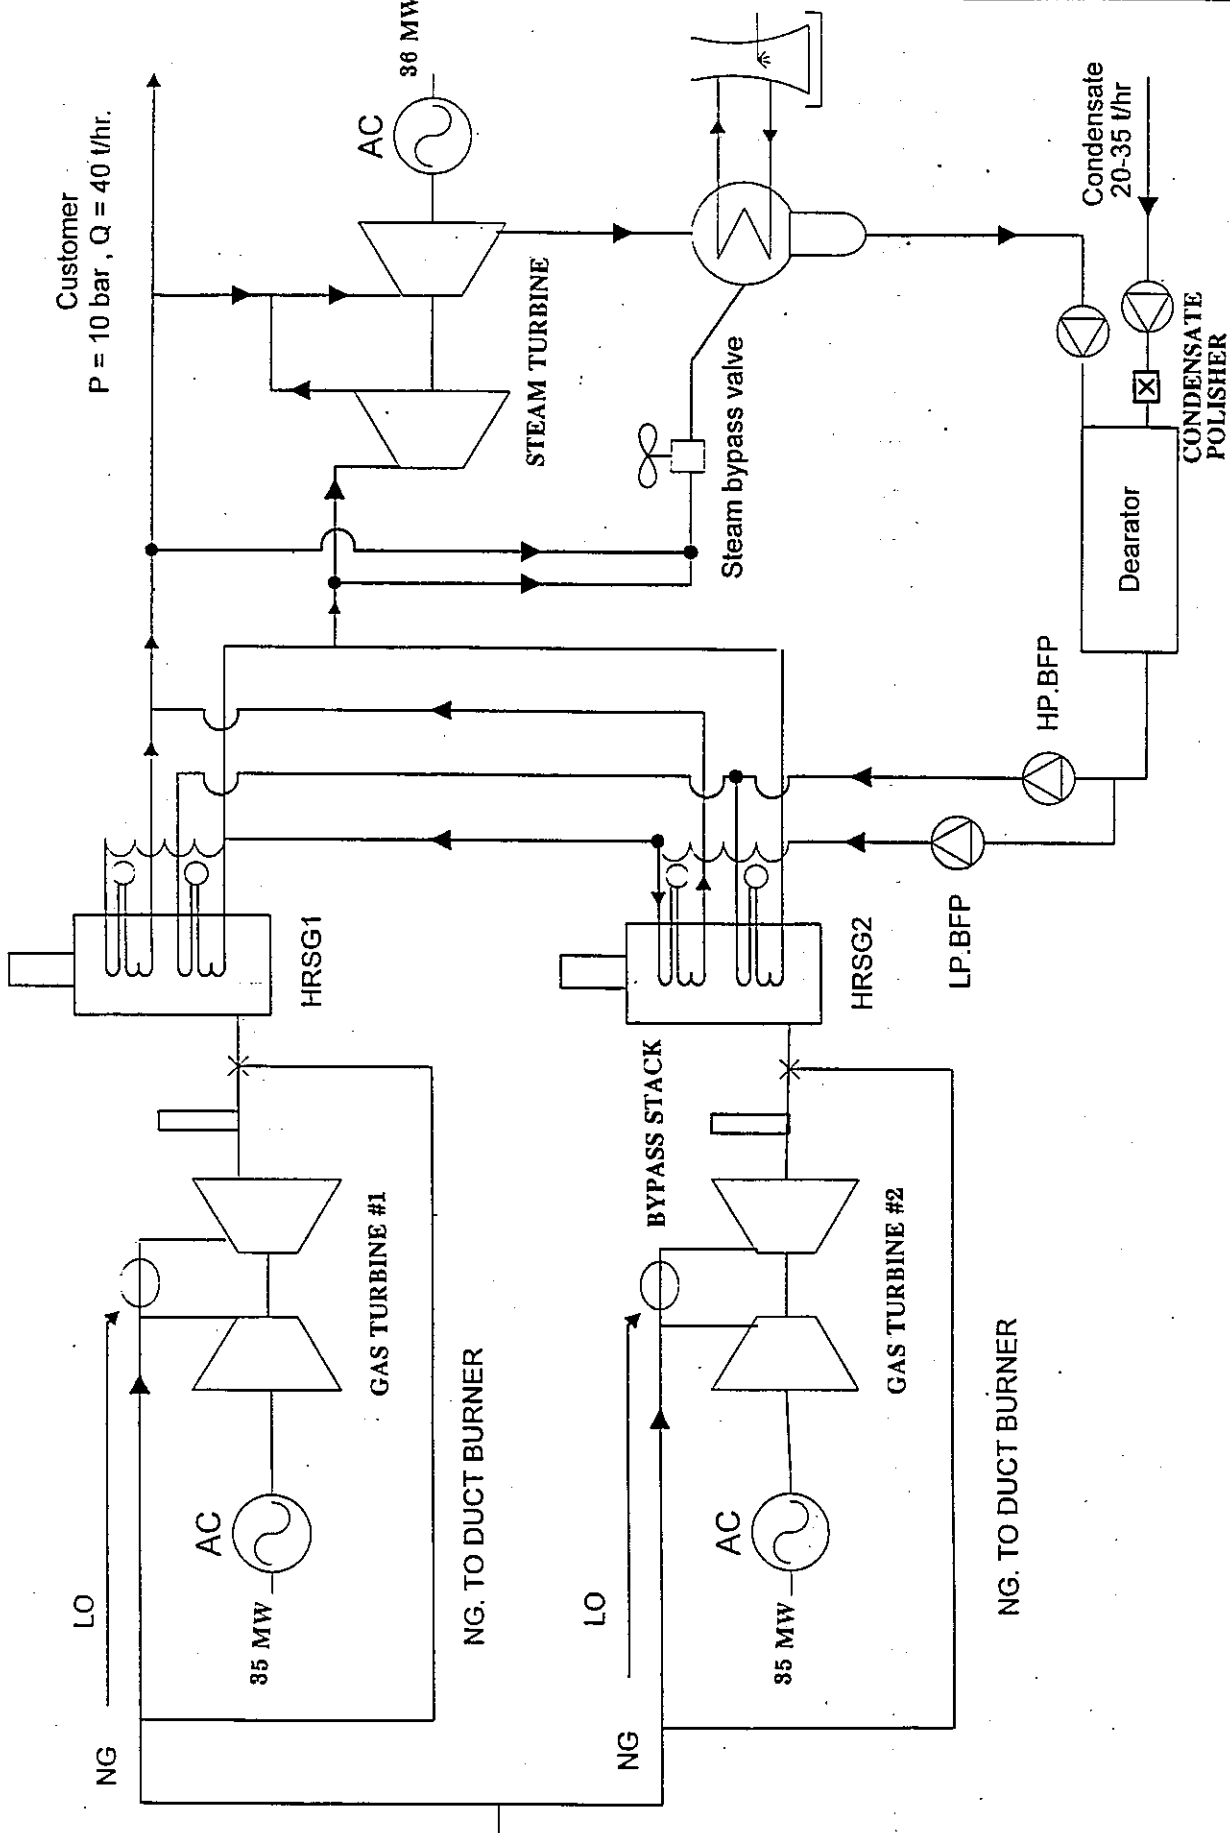 LO
NG
AC
35 MW
GAS TURBINE #1
NG. TO DUCT BURNER
HRSG1
Customer
P = 10 bar , Q = 40 t/hr.
AC
36 MW
STEAM TURBINE
Steam bypass valve
LO
NG
AC
35 MW
BYPASS STACK
GAS TURBINE #2
NG. TO DUCT BURNER
HRSG2
LP.BFP
HP.BFP
Dearator
Condensate
20-35 t/hr
CONDENSATE
POLISHER